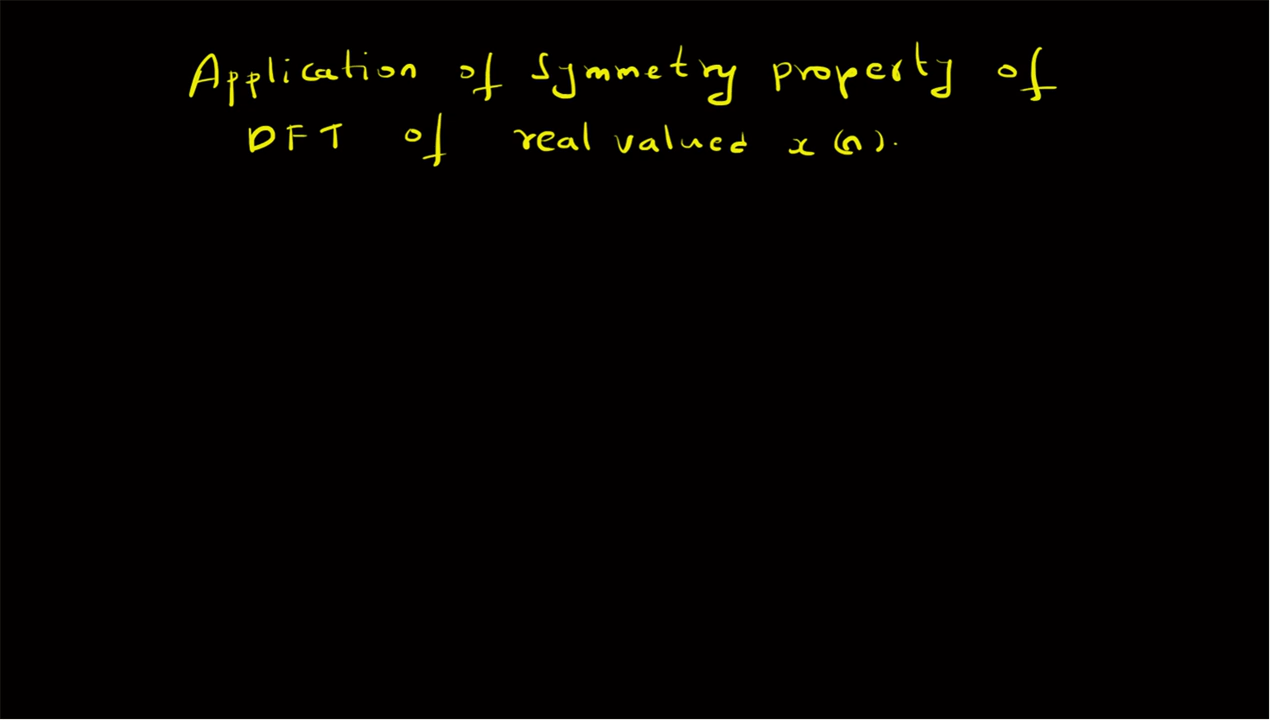 Application of symmetry property of
DFT of real valued x(n).